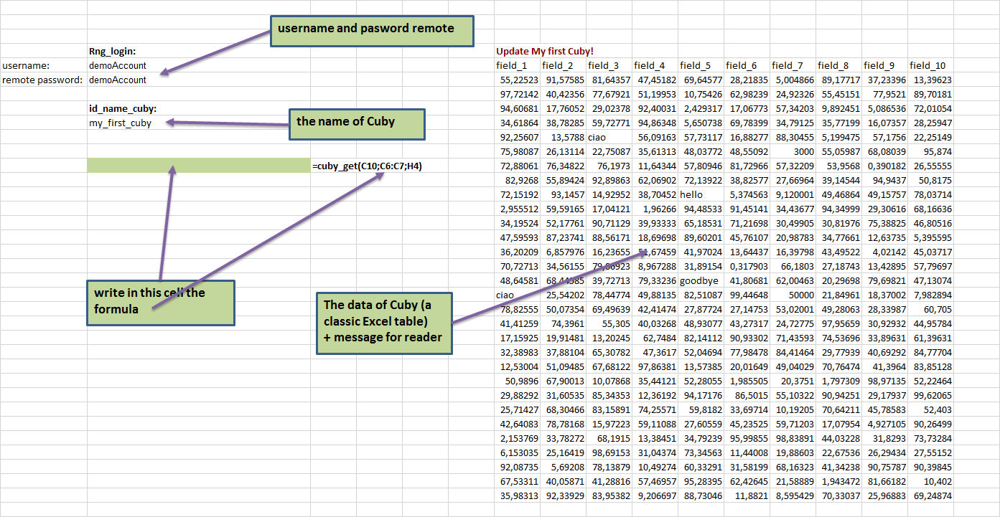 username and pasword remote
Rng_login:
username: demoAccount
remote password: demoAccount
id_name_cuby:
my_first_cuby
the name of Cuby
=cuby_get(C10;C6:C7;H4)
write in this cell the
formula
The data of Cuby (a
classic Excel table)
+ message for reader
Update My first Cuby!
field_1 field_2 field_3 field_4 field_5 field_6 field_7 field_8 field_9 field_10
55,22523 91,57585 81,64357 47,45182 69,64577 28,21835 5,004866 89,17717 37,23396 13,39623
97,72142 40,42356 77,67921 51,19953 10,75426 62,98239 24,92326 55,45151 77,9521 89,70181
94,60681 17,76052 29,02378 92,40031 2,429317 17,06773 57,34203 9,892451 5,086536 72,01054
34,61864 38,78285 59,72771 94,86348 5,650738 69,78399 34,79125 35,77199 16,07357 28,25947
92,25607 13,5788 ciao 56,09163 57,73117 16,88277 88,30455 5,199475 57,1756 22,25149
75,98087 26,13114 22,75087 35,61313 48,03772 48,55092 3000 55,05987 68,08039 95,874
72,88061 76,34822 76,1973 11,64344 57,80946 81,72966 57,32209 53,9568 0,390182 26,55555
82,9268 55,89424 92,89863 62,06902 72,13922 38,82577 27,66964 39,14544 94,9437 50,8175
72,15192 93,1457 14,92952 38,70452 hello 5,374563 9,120001 49,46864 49,15757 78,03714
2,955512 59,59165 17,04121 1,96266 94,48533 91,45141 34,43677 94,34999 29,30616 68,16636
34,19524 52,17761 90,71129 39,93333 65,18531 71,21698 30,49905 30,81976 75,38825 46,80516
47,59593 87,23741 88,56171 18,69698 89,60201 45,76107 20,98783 34,77661 12,63735 5,395595
36,20209 6,857976 16,23655 51,67459 41,97024 13,64437 16,39798 43,49522 4,02142 45,03717
70,72713 34,56155 8,967288 31,89154 0,317903 66,1803 27,18743 13,42895 57,79697
48,64581 39,72713 79,33236 goodbye 41,80681 62,00463 20,29698 79,69821 47,13074
ciao 25,54202 78,44774 49,88135 82,51087 99,44648 50000 21,84961 18,37002 7,982894
78,82555 50,07354 69,49639 42,41474 27,87724 27,14753 53,02001 49,28063 28,33987 60,705
41,41259 74,3961 55,305 40,03268 48,93077 43,27317 24,72775 97,95659 30,92932 44,95784
17,15925 19,91481 13,20245 62,7484 82,14112 90,93302 71,43593 74,53696 33,89631 61,39631
32,38983 37,88104 65,30782 47,3617 52,04694 77,98478 84,41464 29,77939 40,69292 84,77704
12,53004 51,09485 67,68122 97,86381 13,57385 20,01649 49,04029 70,76474 41,3964 83,85128
50,9896 67,90013 10,07868 35,44121 52,28055 1,985505 20,3751 1,797309 98,97135 52,22464
29,88292 31,60535 85,34353 12,36192 94,17176 86,5015 55,10322 90,94251 29,17937 99,62065
25,71427 68,30466 83,15891 74,25571 59,8182 33,69714 10,19205 70,64211 45,78583 52,403
42,64083 78,78168 15,97223 59,11088 27,60559 45,23525 59,71203 17,07954 4,927105 90,26499
2,153769 33,78272 68,1915 13,38451 34,79239 95,99855 98,83891 44,03228 31,8293 73,73284
6,153035 25,16419 98,69153 31,04374 73,34563 11,44008 19,88603 22,67536 26,29434 27,55152
92,08735 5,69208 78,13879 10,49274 60,33291 31,58199 68,16323 41,34238 90,75787 90,39845
67,53311 40,05871 41,28816 57,46957 95,28395 62,42645 21,58889 1,943472 81,66182 10,402
35,98313 92,33929 83,95382 9,206697 88,73046 11,8821 8,595429 70,33037 25,96883 69,24874